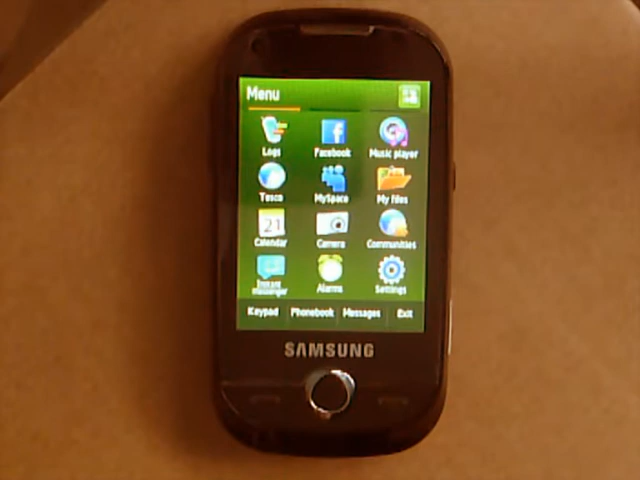 Menu
Logs Facebook Music player
Tesco MySpace My files
21
Calendar Camera Communities
Instant
messenger Alarms Settings
Keypad Phonebook Messages Exit
SAMSUNG